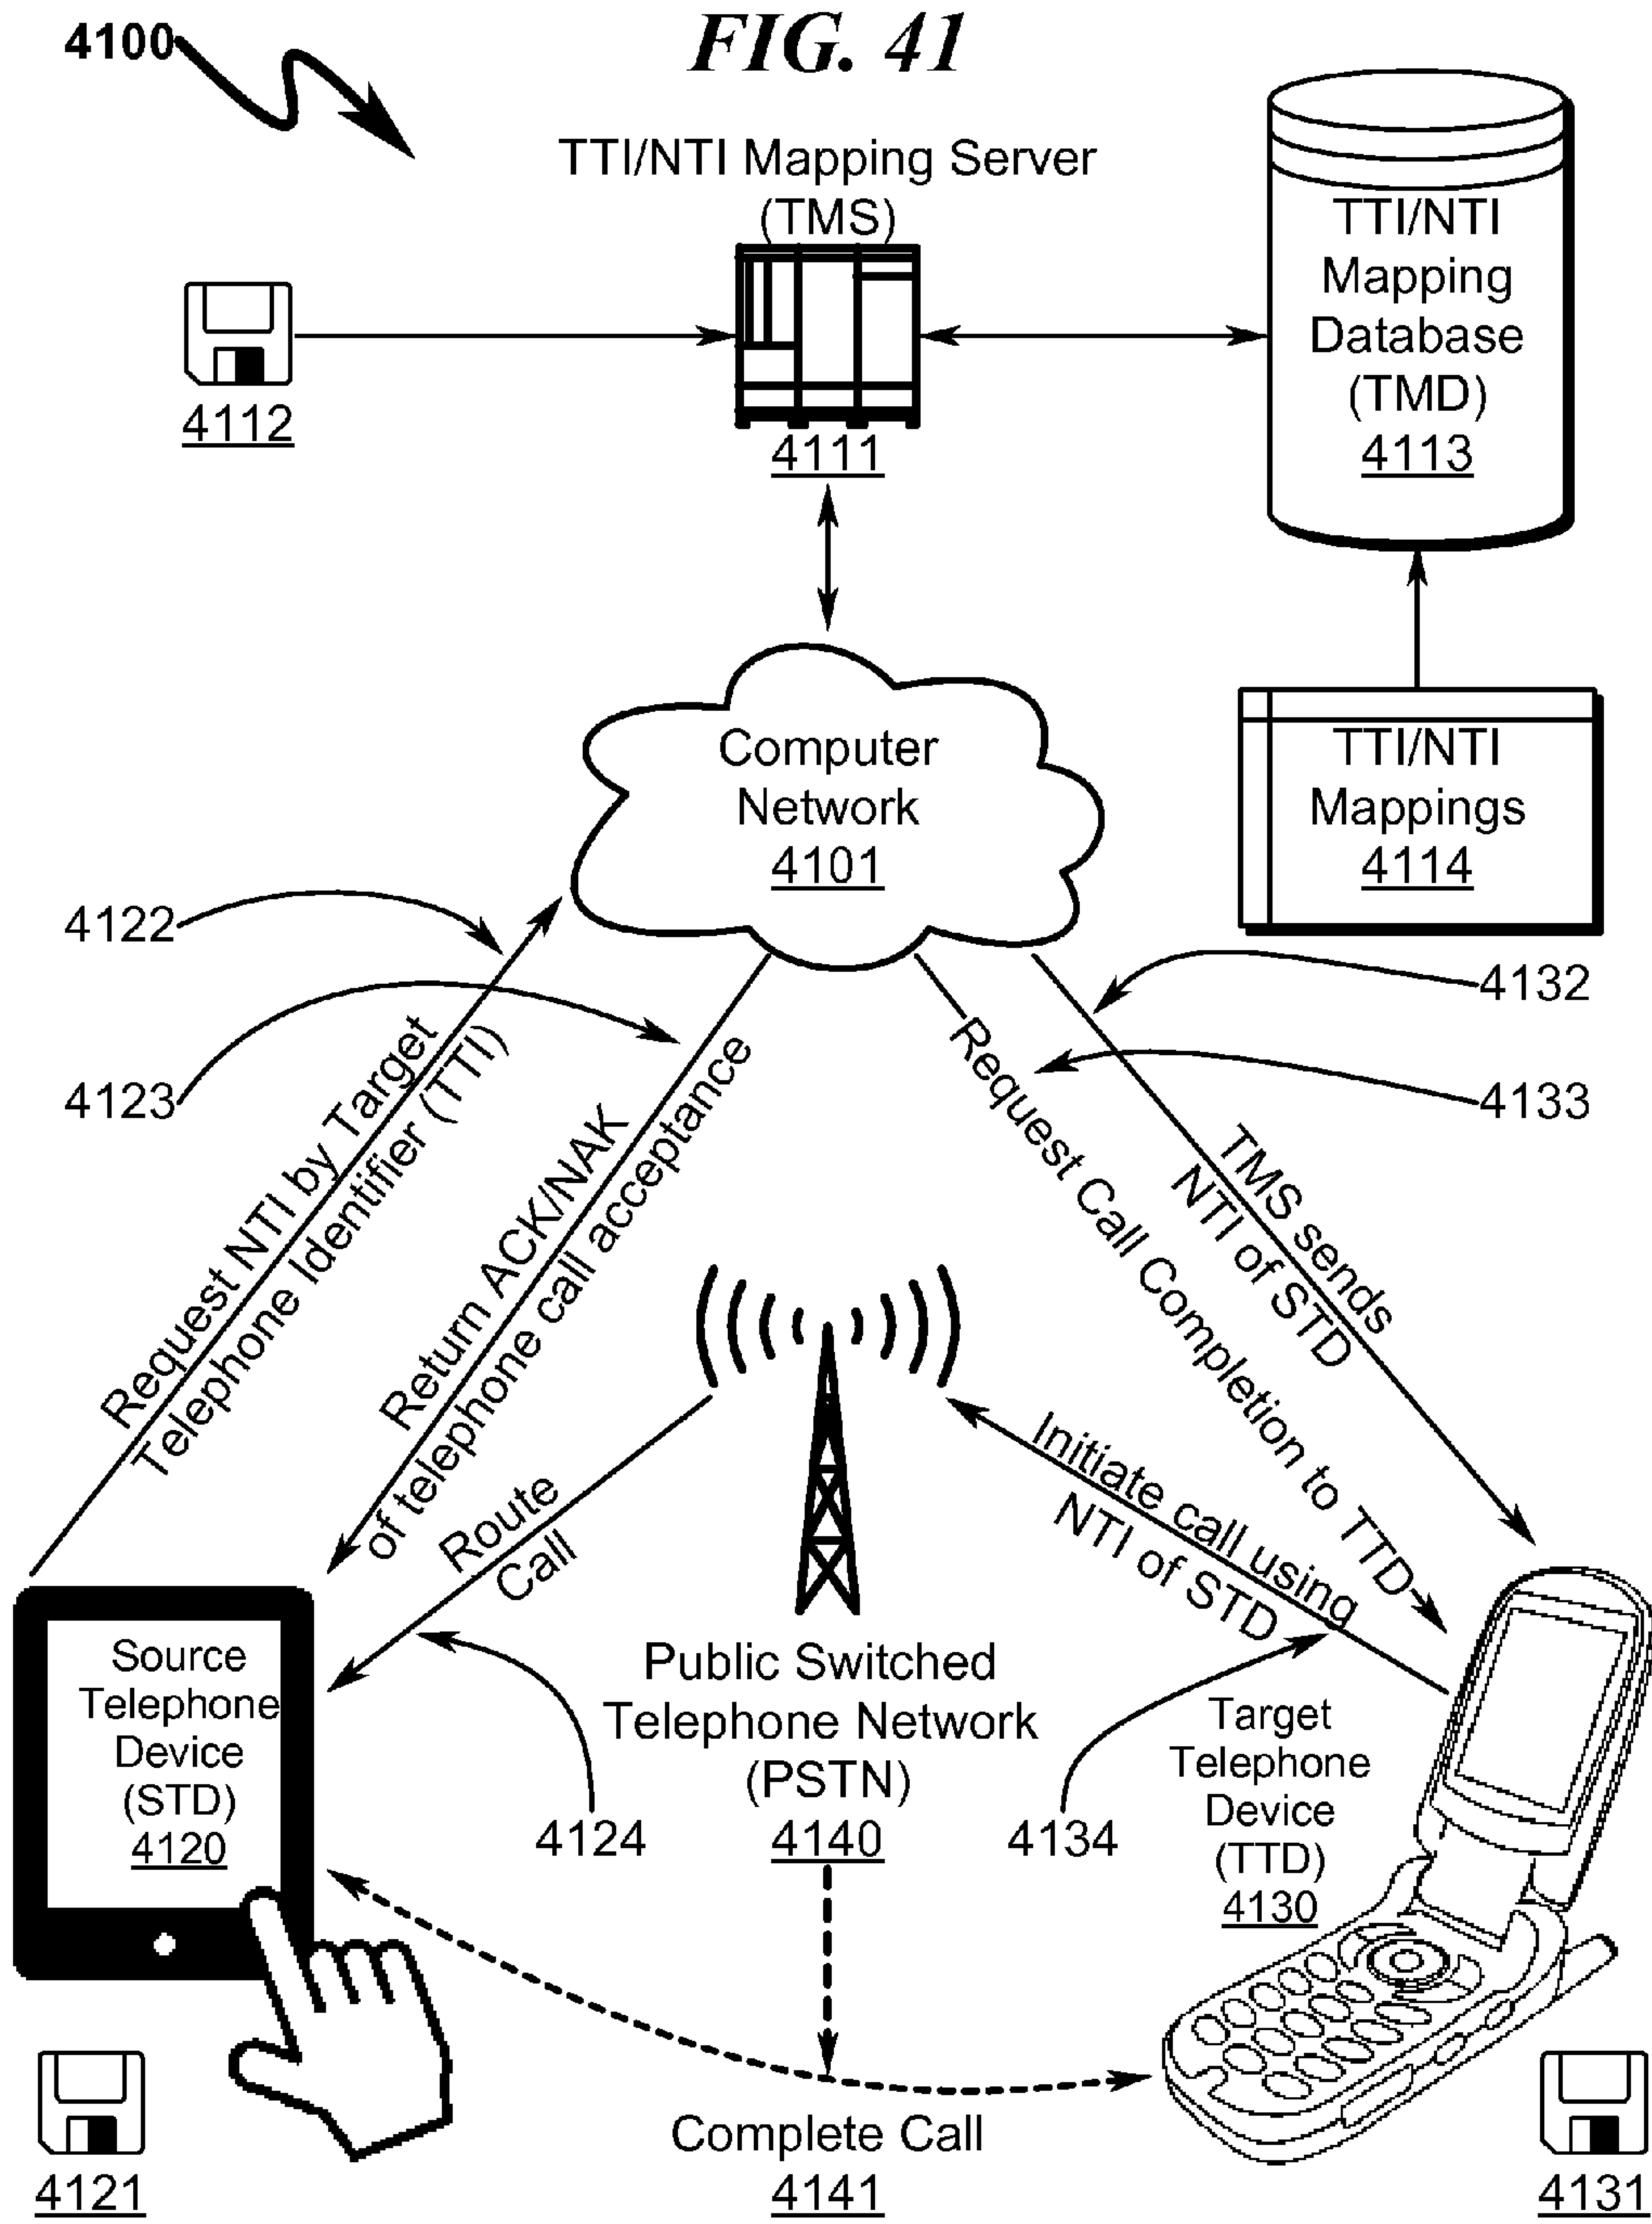 FIG. 41
4100
TTI/NTI Mapping Server
(TMS)
4112
4111
TTI/NTI
Mapping
Database
(TMD)
4113
Computer
Network
4101
TTI/NTI
Mappings
4114
4122
4123
4132
4133
Request NTI by Target
Telephone Identifier (TTI)
Return ACK/NAK
of telephone call acceptance
Request Call Completion to TTD
TMS sends
NTI of STD
Route
Call
Initiate call using
NTI of STD
Source
Telephone
Device
(STD)
4120
4124
Public Switched
Telephone Network
(PSTN)
4140
4134
Target
Telephone
Device
(TTD)
4130
Complete Call
4141
4121
4131